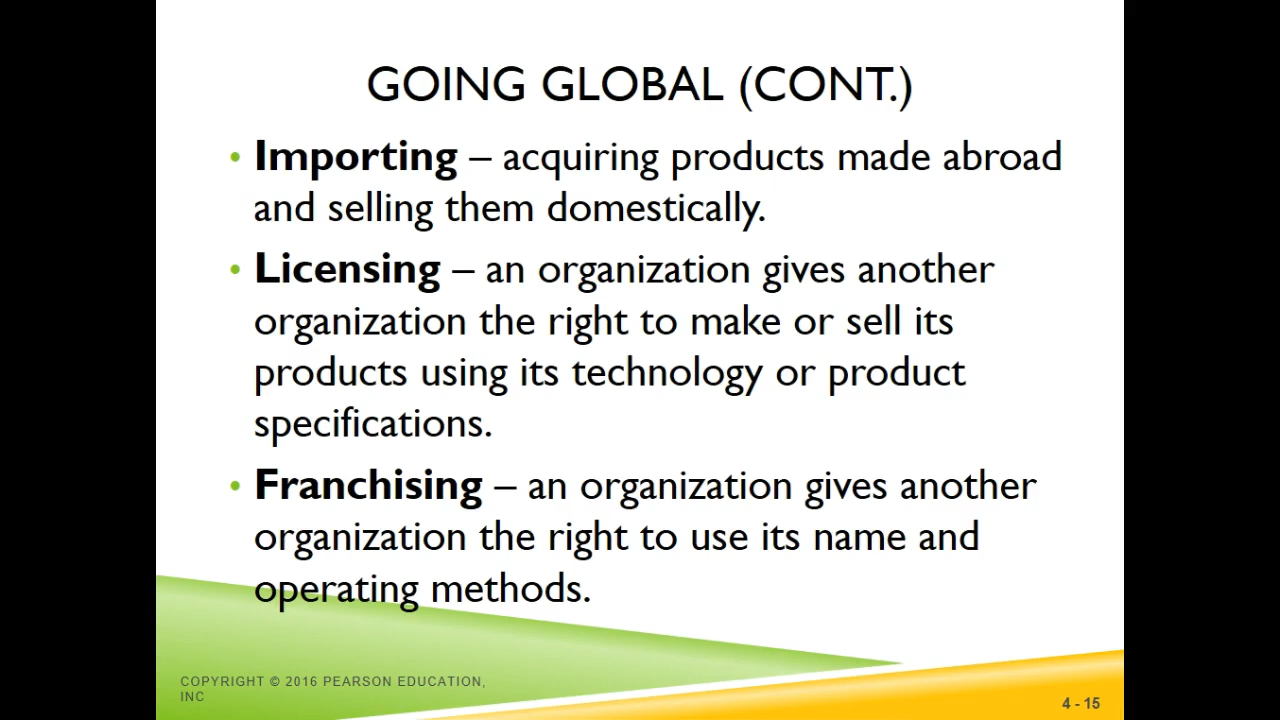 GOING GLOBAL (CONT.)
• Importing – acquiring products made abroad
and selling them domestically.
• Licensing – an organization gives another
organization the right to make or sell its
products using its technology or product
specifications.
• Franchising – an organization gives another
organization the right to use its name and
operating methods.
COPYRIGHT © 2016 PEARSON EDUCATION,
INC
4 - 15